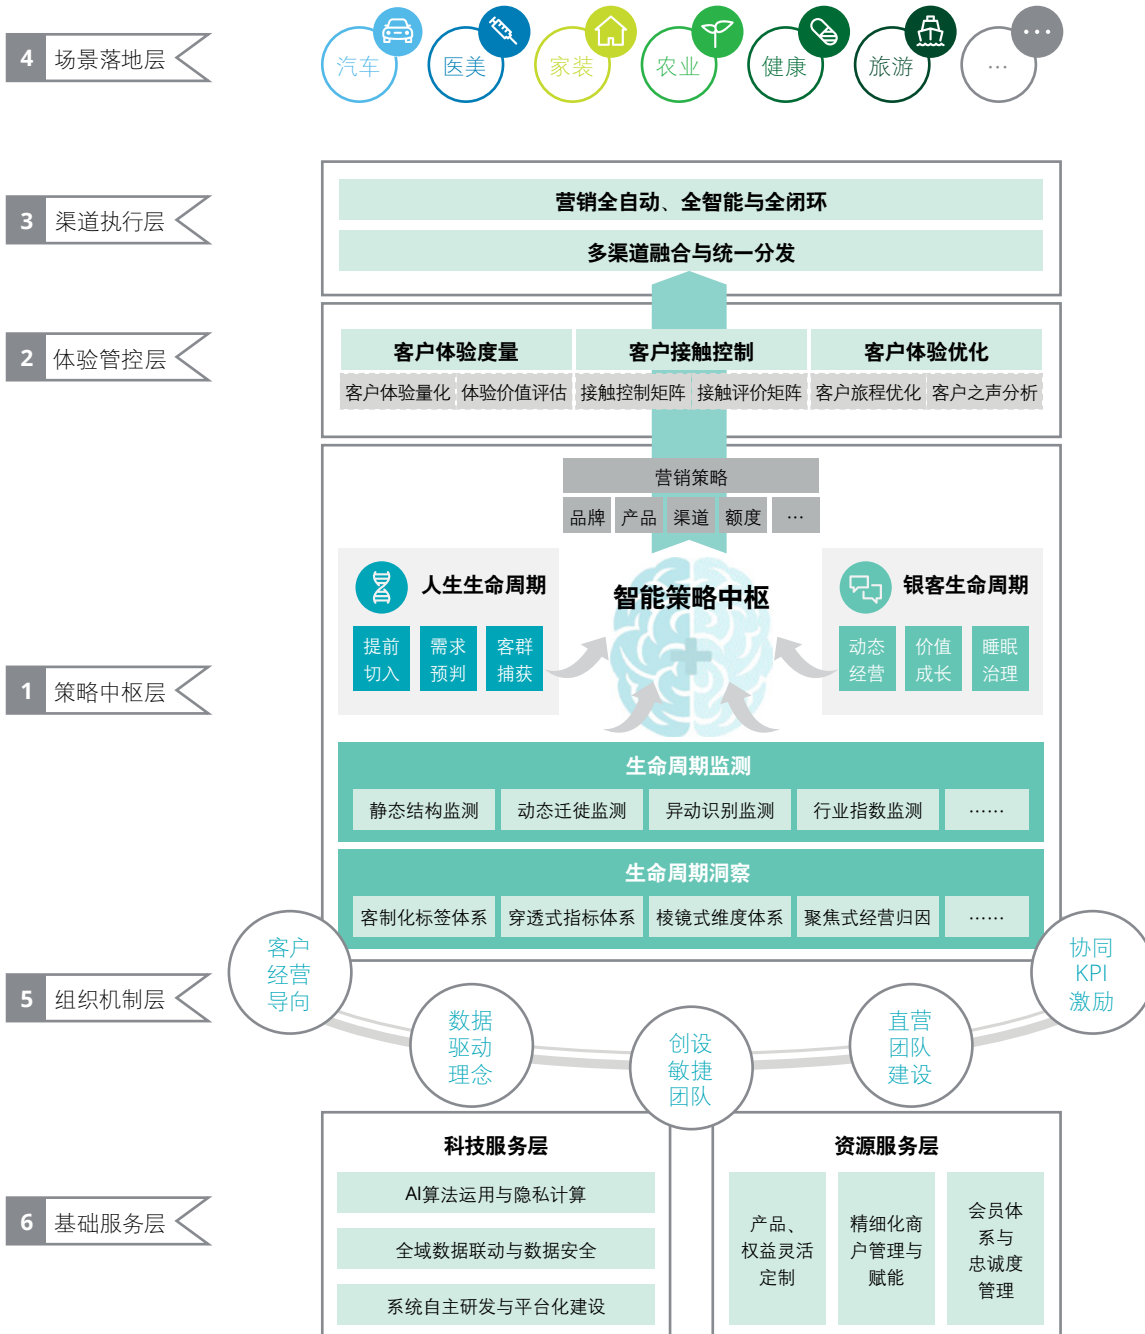 4 场景落地层
汽车 医美 家装 农业 健康 旅游 …
3 渠道执行层
营销全自动、全智能与全闭环
多渠道融合与统一分发
2 体验管控层
客户体验度量 客户接触控制 客户体验优化
客户体验量化 体验价值评估 接触控制矩阵 接触评价矩阵 客户旅程优化 客户之声分析
营销策略
品牌 产品 渠道 额度 …
1 策略中枢层
人生生命周期
提前
切入
需求
预判
客群
捕获
智能策略中枢
银客生命周期
动态
经营
价值
成长
睡眠
治理
生命周期监测
静态结构监测 动态迁徙监测 异动识别监测 行业指数监测 ……
生命周期洞察
客制化标签体系 穿透式指标体系 棱镜式维度体系 聚焦式经营归因 ……
5 组织机制层
客户
经营
导向
数据
驱动
理念
创设
敏捷
团队
直营
团队
建设
协同
KPI
激励
6 基础服务层
科技服务层
AI算法运用与隐私计算
全域数据联动与数据安全
系统自主研发与平台化建设
资源服务层
产品、
权益灵活
定制
精细化商
户管理与
赋能
会员体
系与
忠诚度
管理